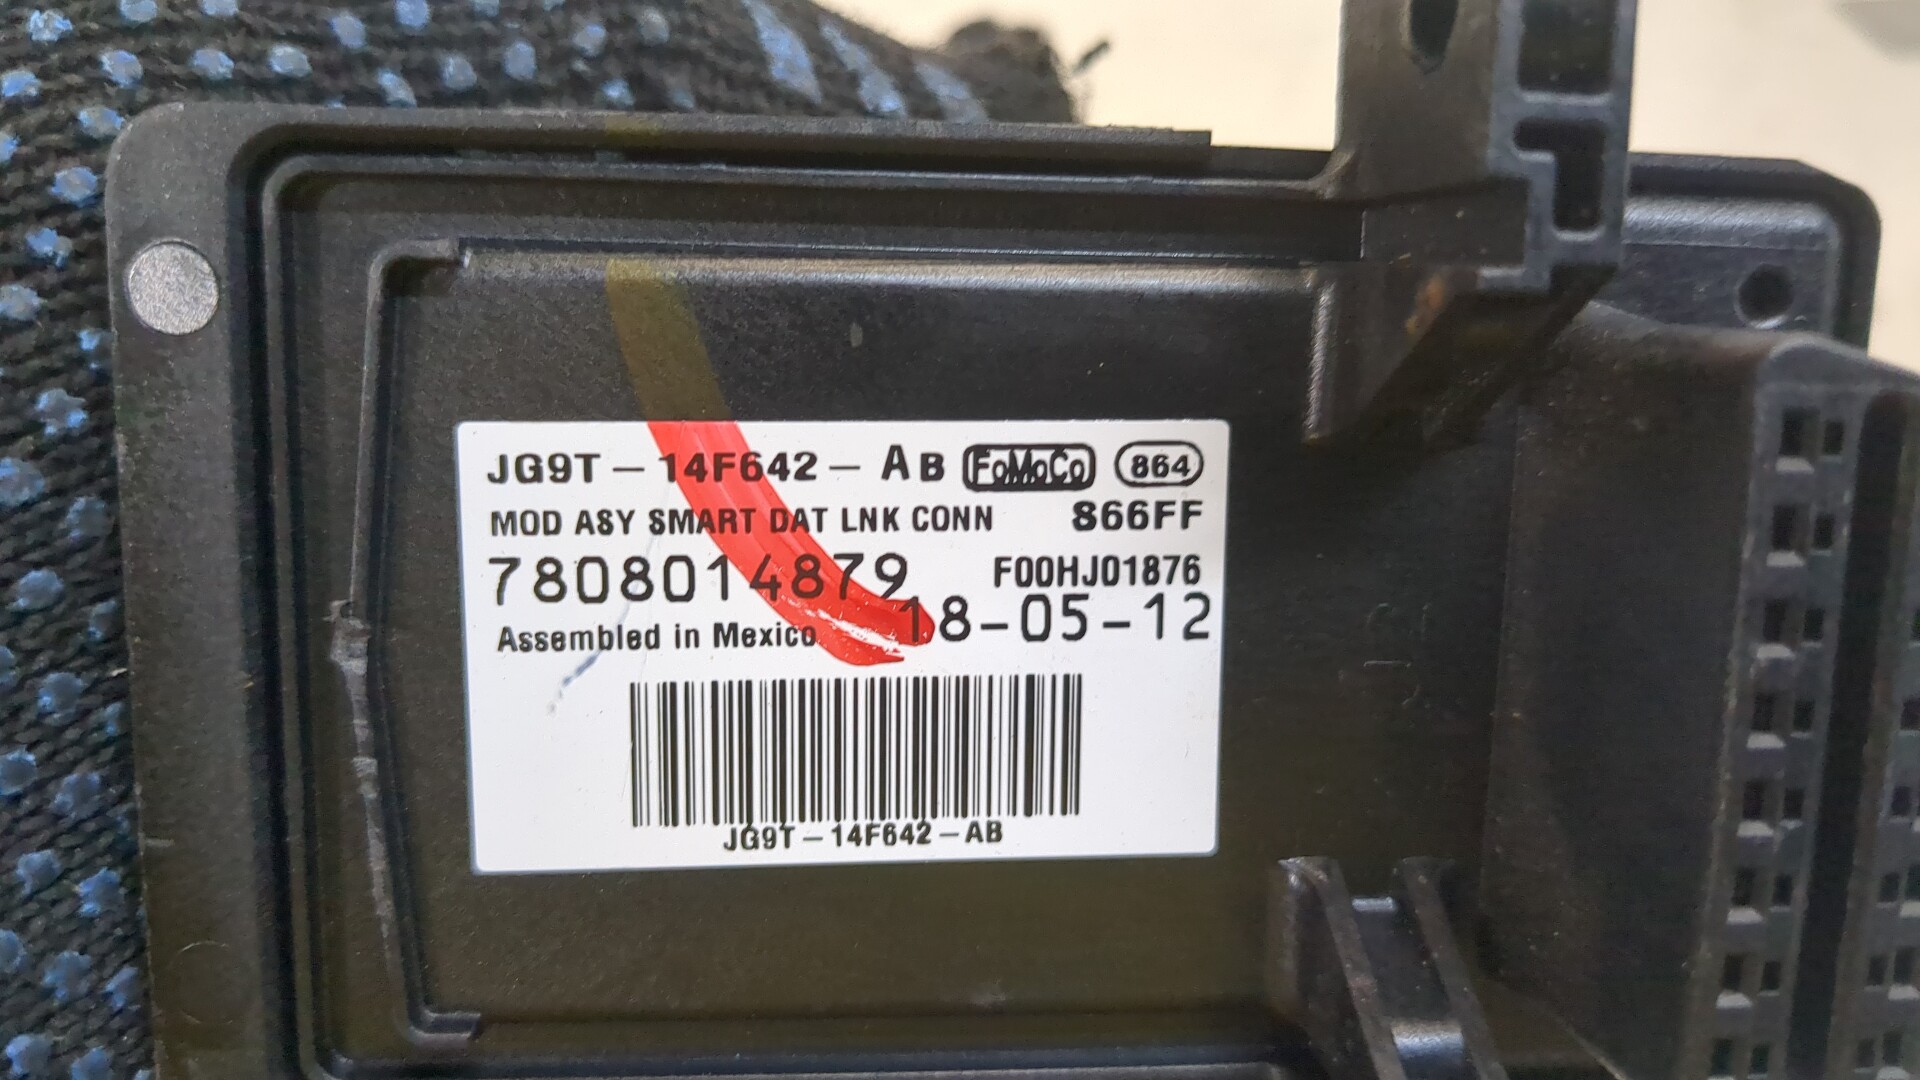 JG9T-14F642-AB FoMoCo 864
MOD ASY SMART DAT LNK CONN 866FF
7808014879 F00HJ01876
Assembled in Mexico 18-05-12
JG9T-14F642-AB